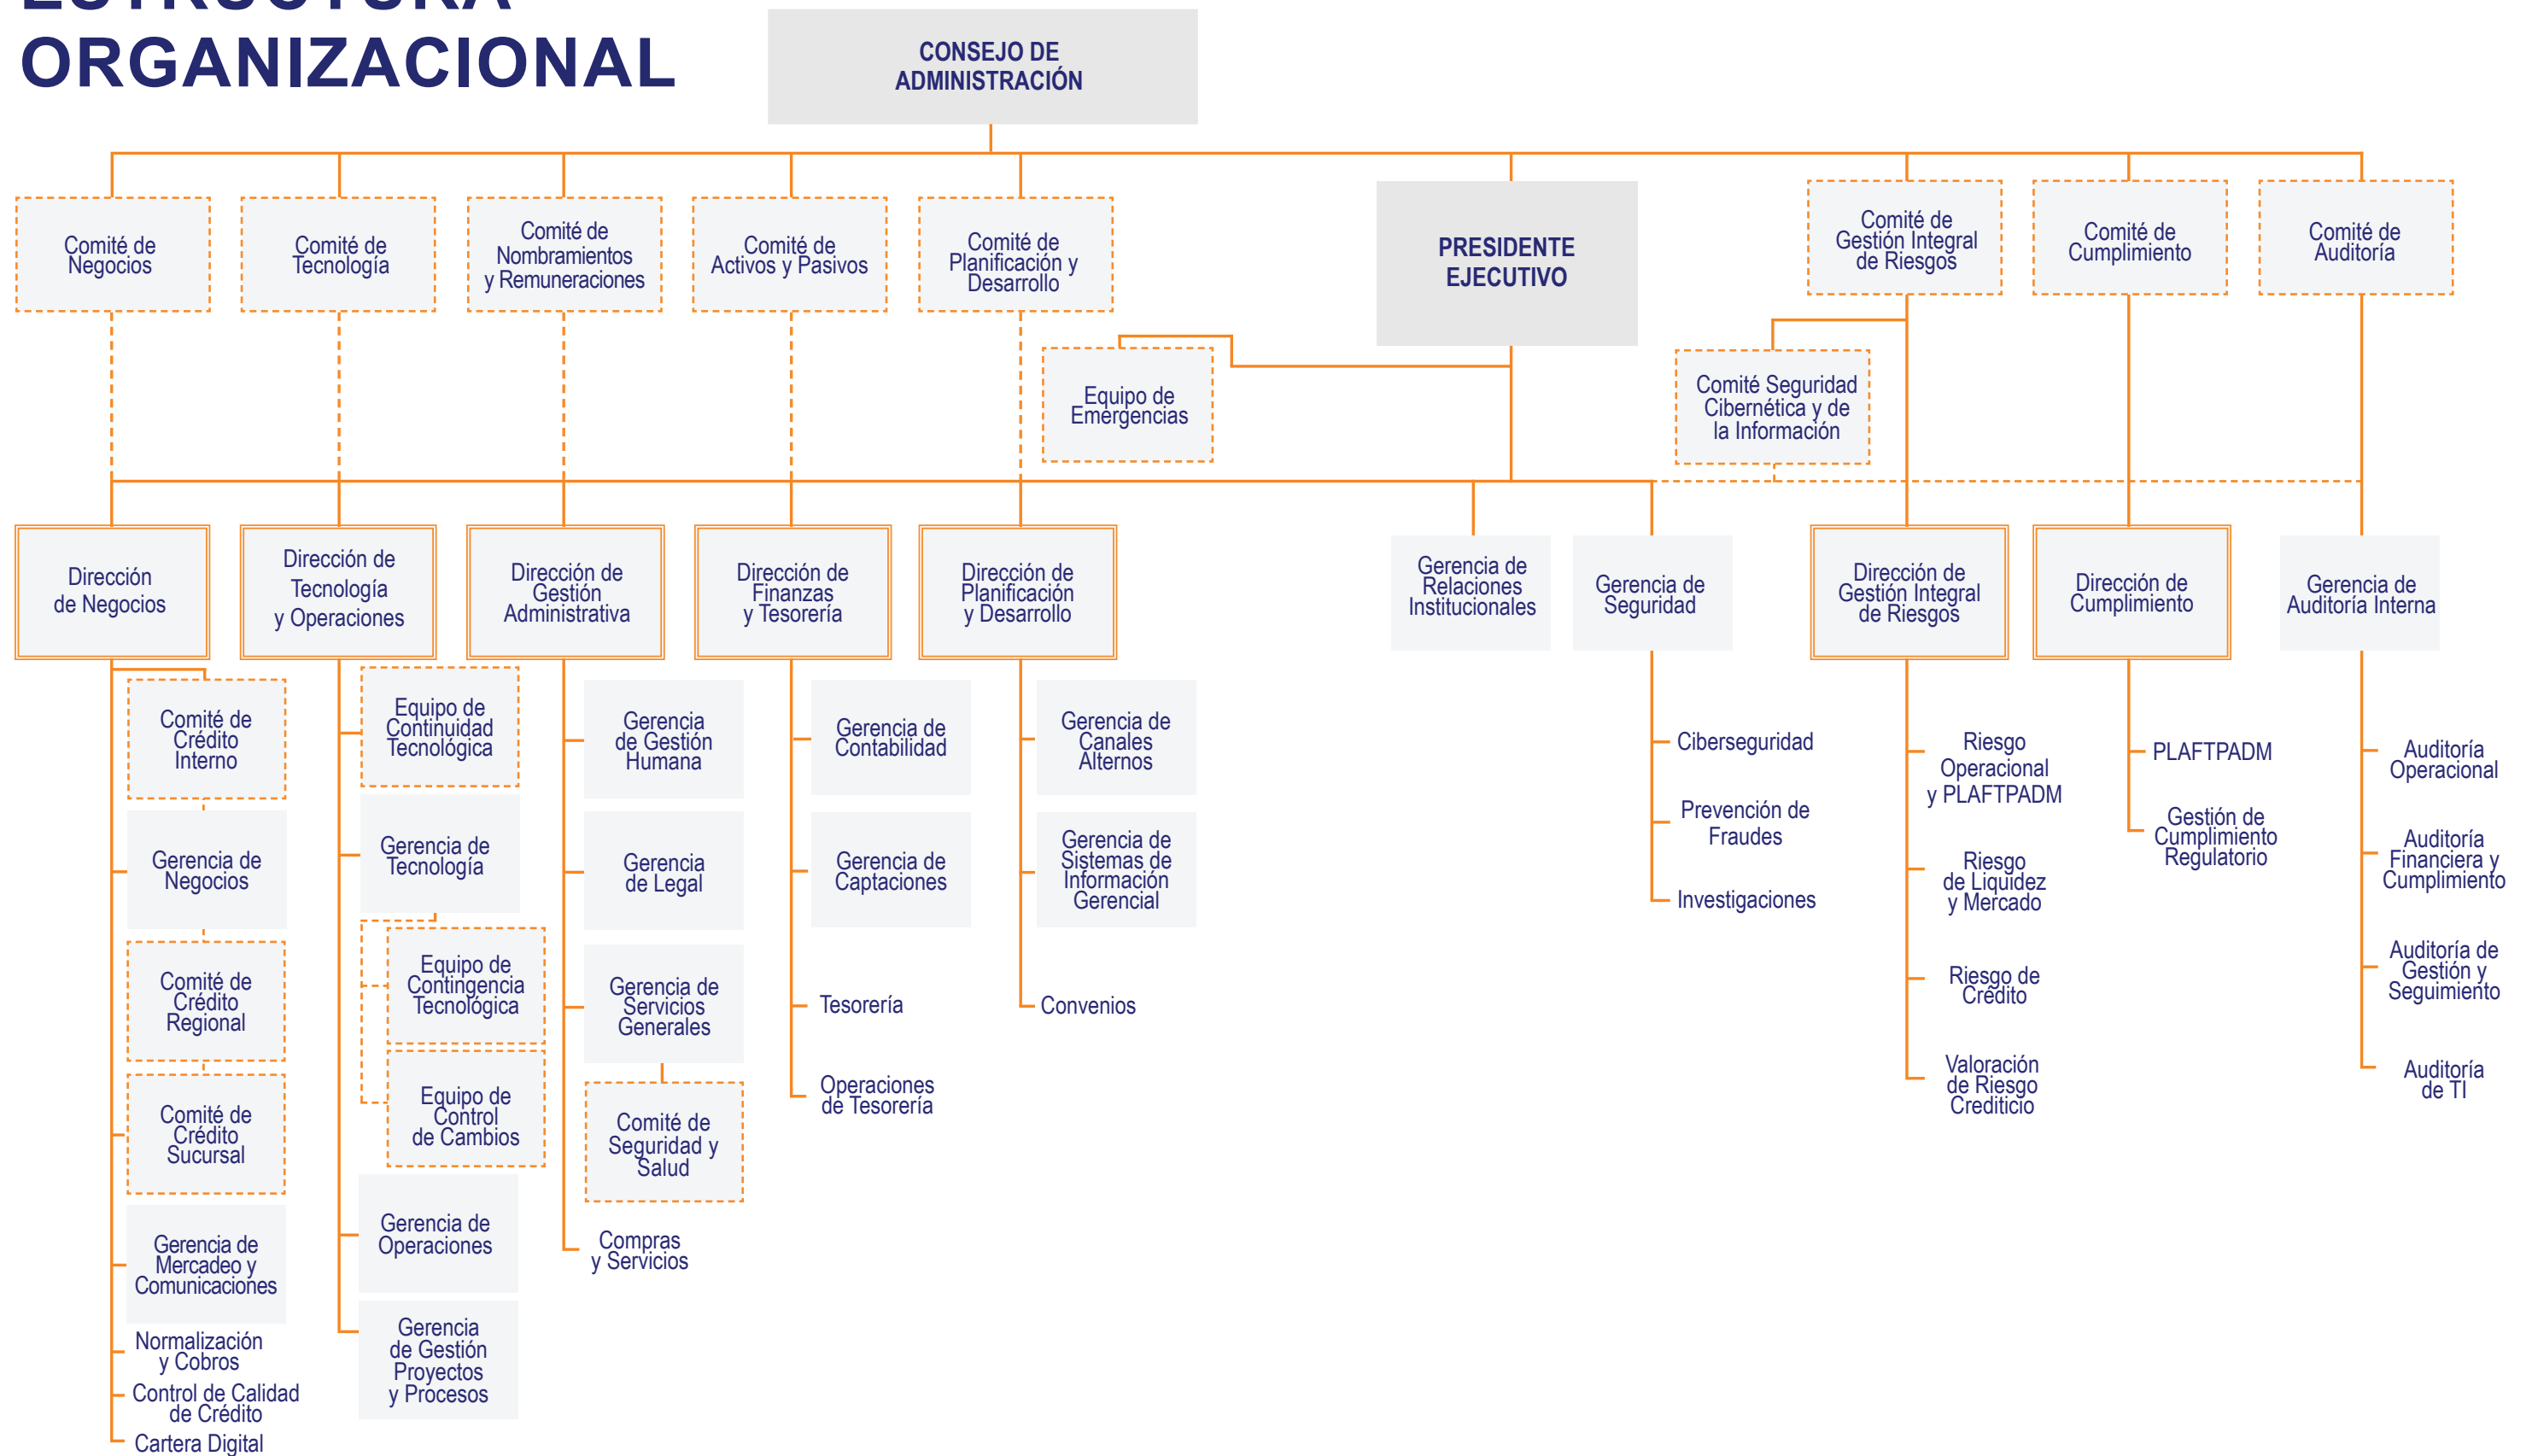 ESTRUCTURA
ORGANIZACIONAL
CONSEJO DE
ADMINISTRACIÓN
Comité de
Negocios
Comité de
Tecnología
Comité de
Nombramientos
y Remuneraciones
Comité de
Activos y Pasivos
Comité de
Planificación y
Desarrollo
PRESIDENTE
EJECUTIVO
Comité de
Gestión Integral
de Riesgos
Comité de
Cumplimiento
Comité de
Auditoría
Equipo de
Emergencias
Comité Seguridad
Cibernética y de
la Información
Dirección
de Negocios
Dirección de
Tecnología
y Operaciones
Dirección de
Gestión
Administrativa
Dirección de
Finanzas
y Tesorería
Dirección de
Planificación
y Desarrollo
Gerencia de
Relaciones
Institucionales
Gerencia de
Seguridad
Dirección de
Gestión Integral
de Riesgos
Dirección de
Cumplimiento
Gerencia de
Auditoría Interna
Comité de
Crédito
Interno
Gerencia de
Negocios
Comité de
Crédito
Regional
Comité de
Crédito
Sucursal
Gerencia de
Mercadeo y
Comunicaciones
Normalización
y Cobros
Control de Calidad
de Crédito
Cartera Digital
Equipo de
Continuidad
Tecnológica
Gerencia de
Tecnología
Equipo de
Contingencia
Tecnológica
Equipo de
Control
de Cambios
Gerencia de
Operaciones
Gerencia
de Gestión
Proyectos
y Procesos
Gerencia
de Gestión
Humana
Gerencia
de Legal
Gerencia de
Servicios
Generales
Comité de
Seguridad y
Salud
Compras
y Servicios
Gerencia de
Contabilidad
Gerencia de
Captaciones
Tesorería
Operaciones
de Tesorería
Gerencia de
Canales
Alternos
Gerencia de
Sistemas de
Información
Gerencial
Convenios
Ciberseguridad
Prevención de
Fraudes
Investigaciones
Riesgo
Operacional
y PLAFTPADM
Riesgo
de Liquidez
y Mercado
Riesgo de
Crédito
Valoración
de Riesgo
Crediticio
PLAFTPADM
Gestión de
Cumplimiento
Regulatorio
Auditoría
Operacional
Auditoría
Financiera y
Cumplimiento
Auditoría de
Gestión y
Seguimiento
Auditoría
de TI